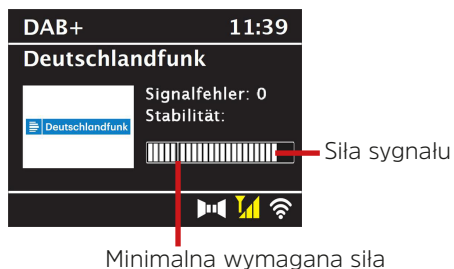 DAB+ 11:39
Deutschlandfunk
Signalfehler: 0
Stabilität:
Deutschlandfunk
Siła sygnału
Minimalna wymagana siła